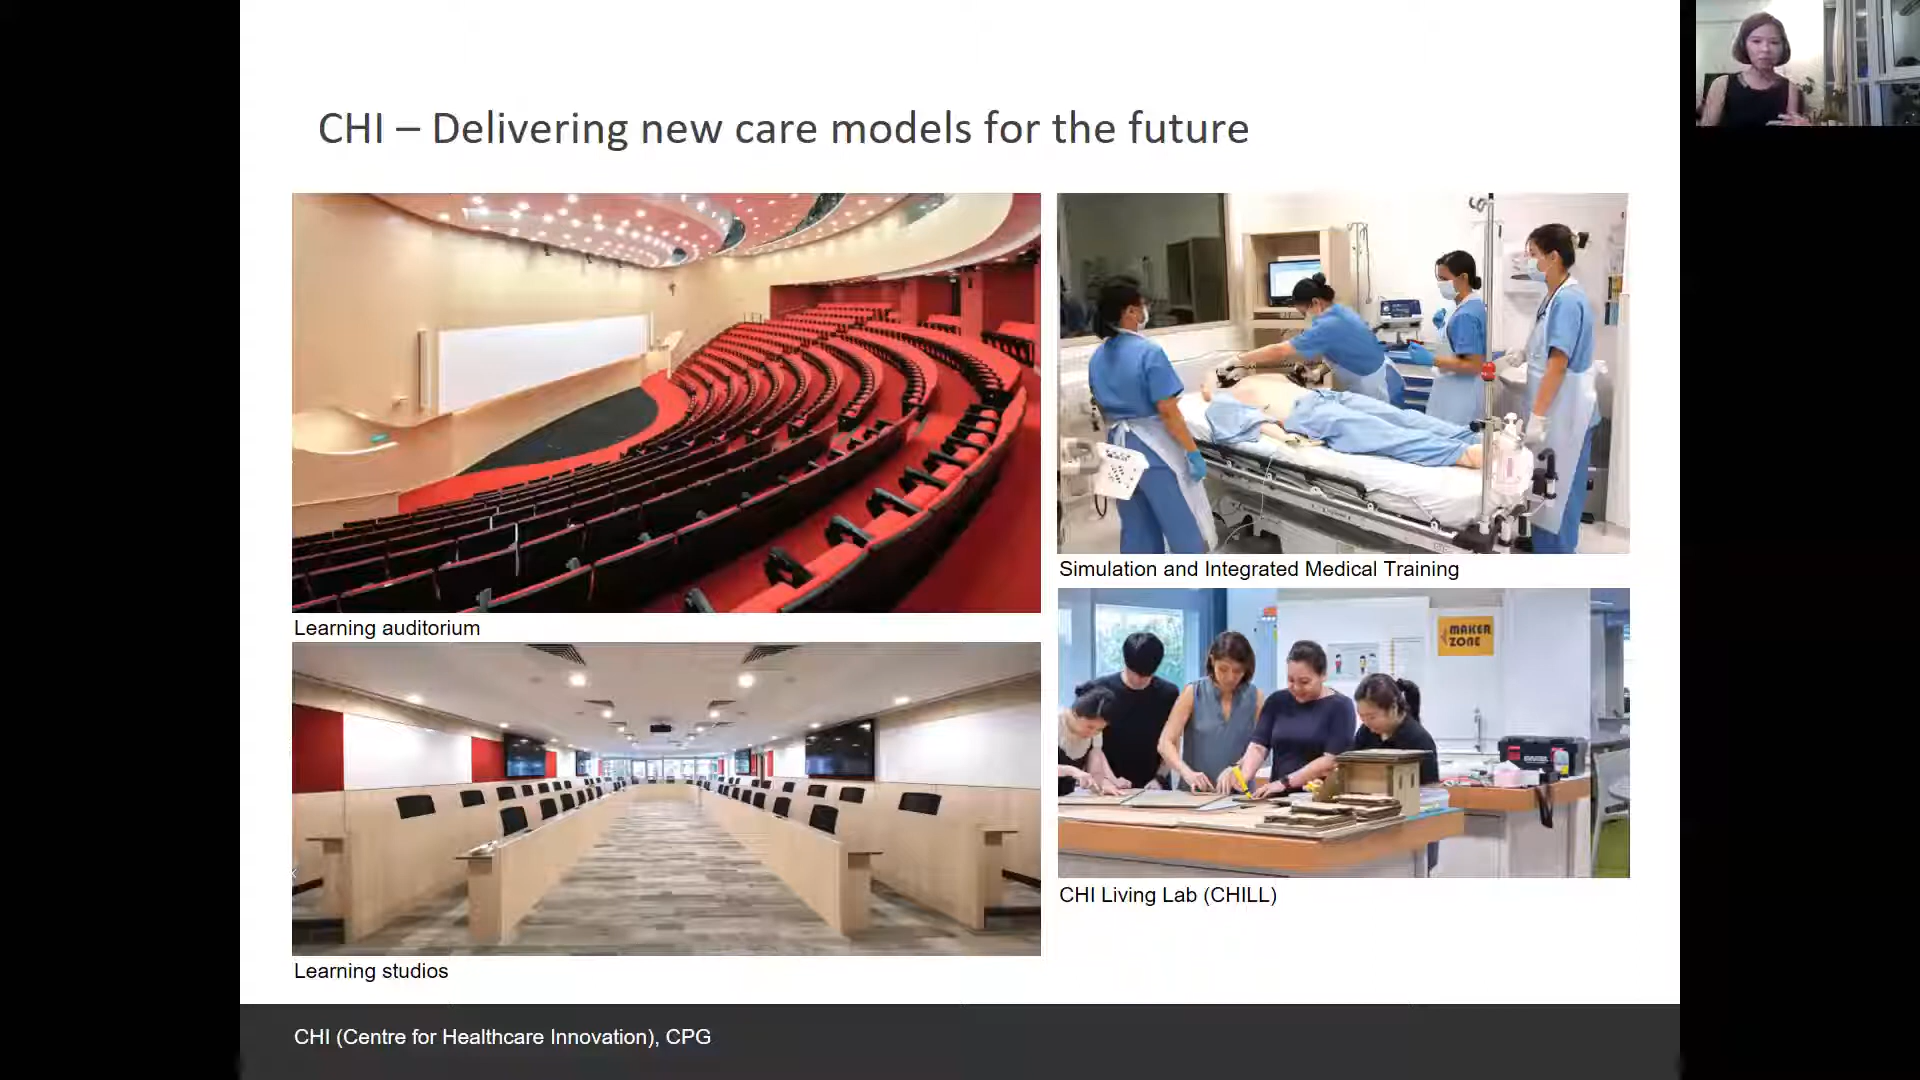 CHI – Delivering new care models for the future
Learning auditorium
Simulation and Integrated Medical Training
MAKER
ZONE
CHI Living Lab (CHILL)
Learning studios
CHI (Centre for Healthcare Innovation), CPG